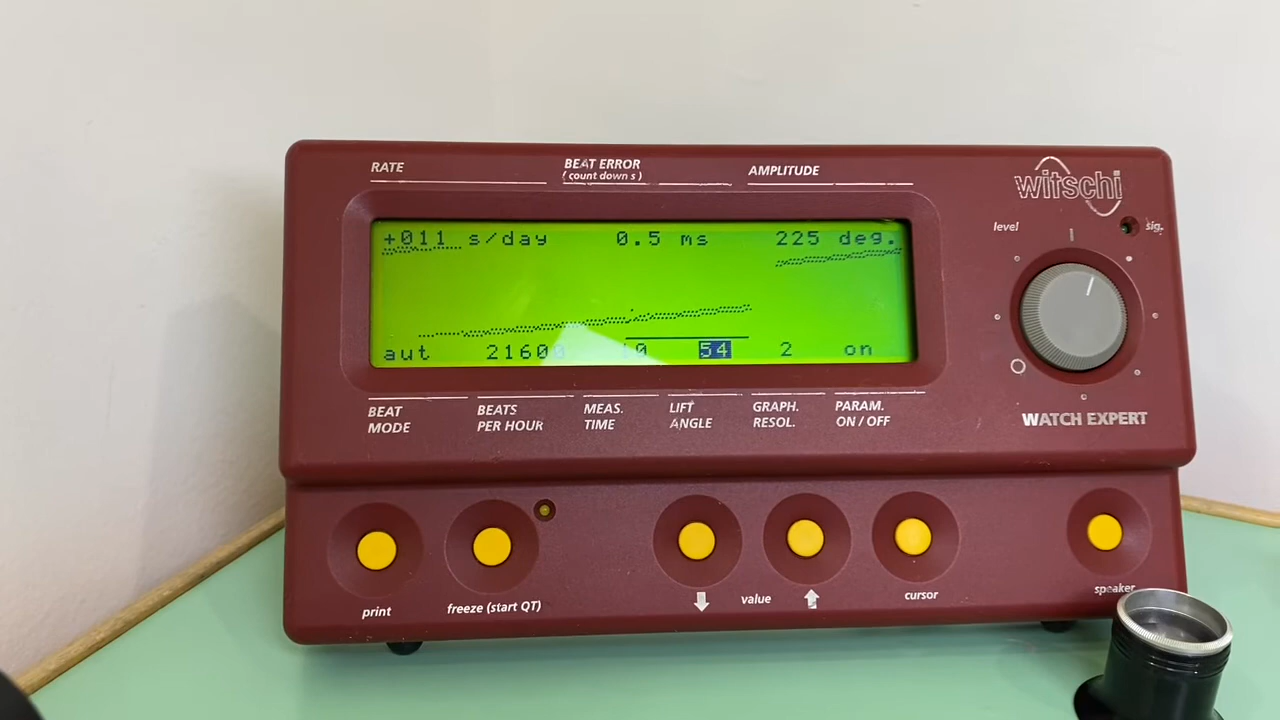 RATE
BEAT ERROR
(count down s)
AMPLITUDE
witschi
level
sig.
+011 s/day 0.5 ms 225 deg.
aut 21600 10 54 2 on
BEAT MODE
BEATS PER HOUR
MEAS. TIME
LIFT ANGLE
GRAPH. RESOL.
PARAM. ON / OFF
WATCH EXPERT
print
freeze (start QT)
value
cursor
speaker